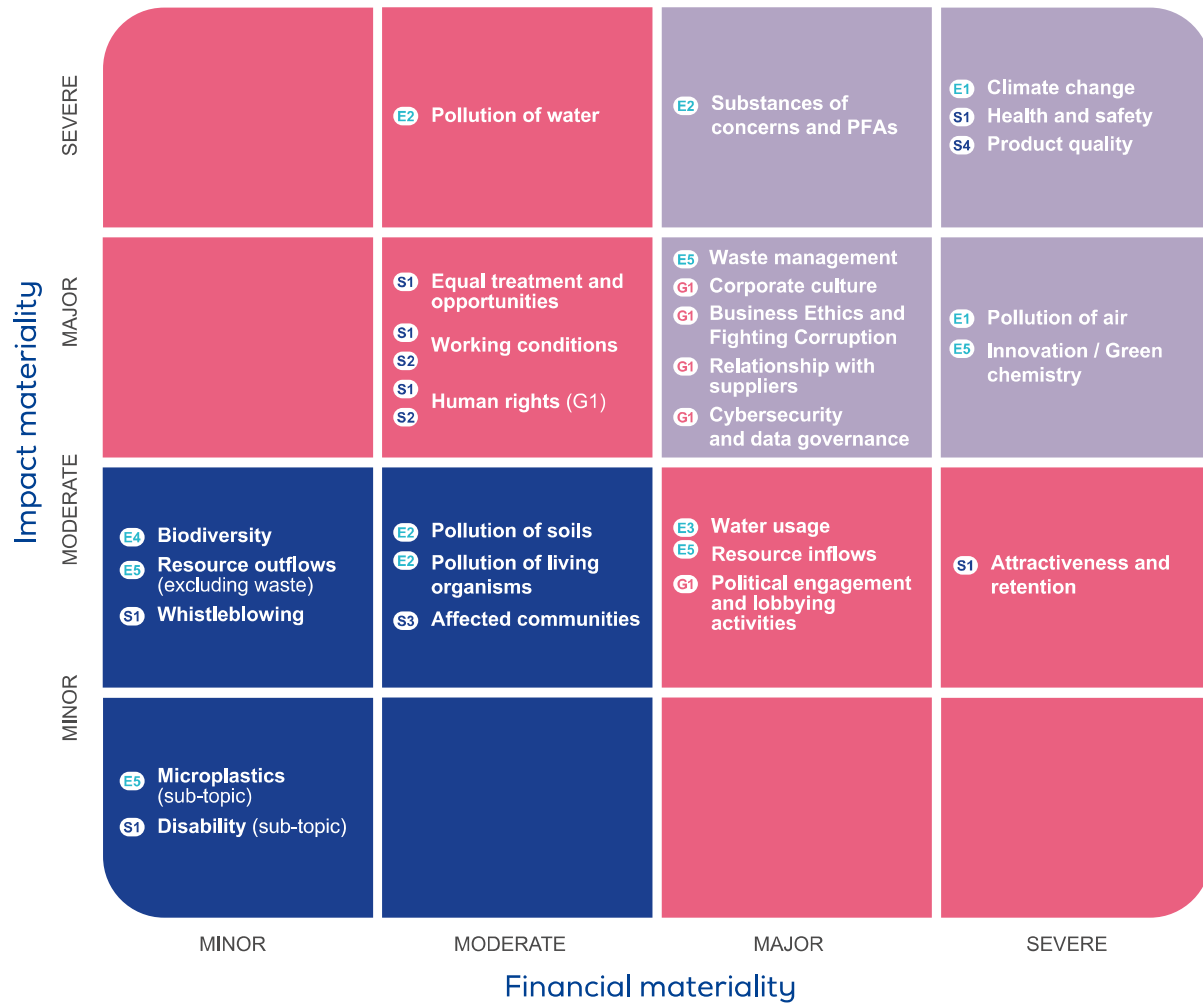 Impact materiality
SEVERE
E2 Pollution of water
E2 Substances of
concerns and PFAs
E1 Climate change
S1 Health and safety
S4 Product quality
MAJOR
S1 Equal treatment and
opportunities
S1
S2
Working conditions
S1
S2
Human rights (G1)
E5 Waste management
G1 Corporate culture
G1 Business Ethics and
Fighting Corruption
G1 Relationship with
suppliers
G1 Cybersecurity
and data governance
E1 Pollution of air
E5 Innovation / Green
chemistry
MODERATE
E4 Biodiversity
E5 Resource outflows
(excluding waste)
S1 Whistleblowing
E2 Pollution of soils
E2 Pollution of living
organisms
S3 Affected communities
E3 Water usage
E5 Resource inflows
G1 Political engagement
and lobbying
activities
S1 Attractiveness and
retention
MINOR
E5 Microplastics
(sub-topic)
S1 Disability (sub-topic)
MINOR
MODERATE
MAJOR
SEVERE
Financial materiality